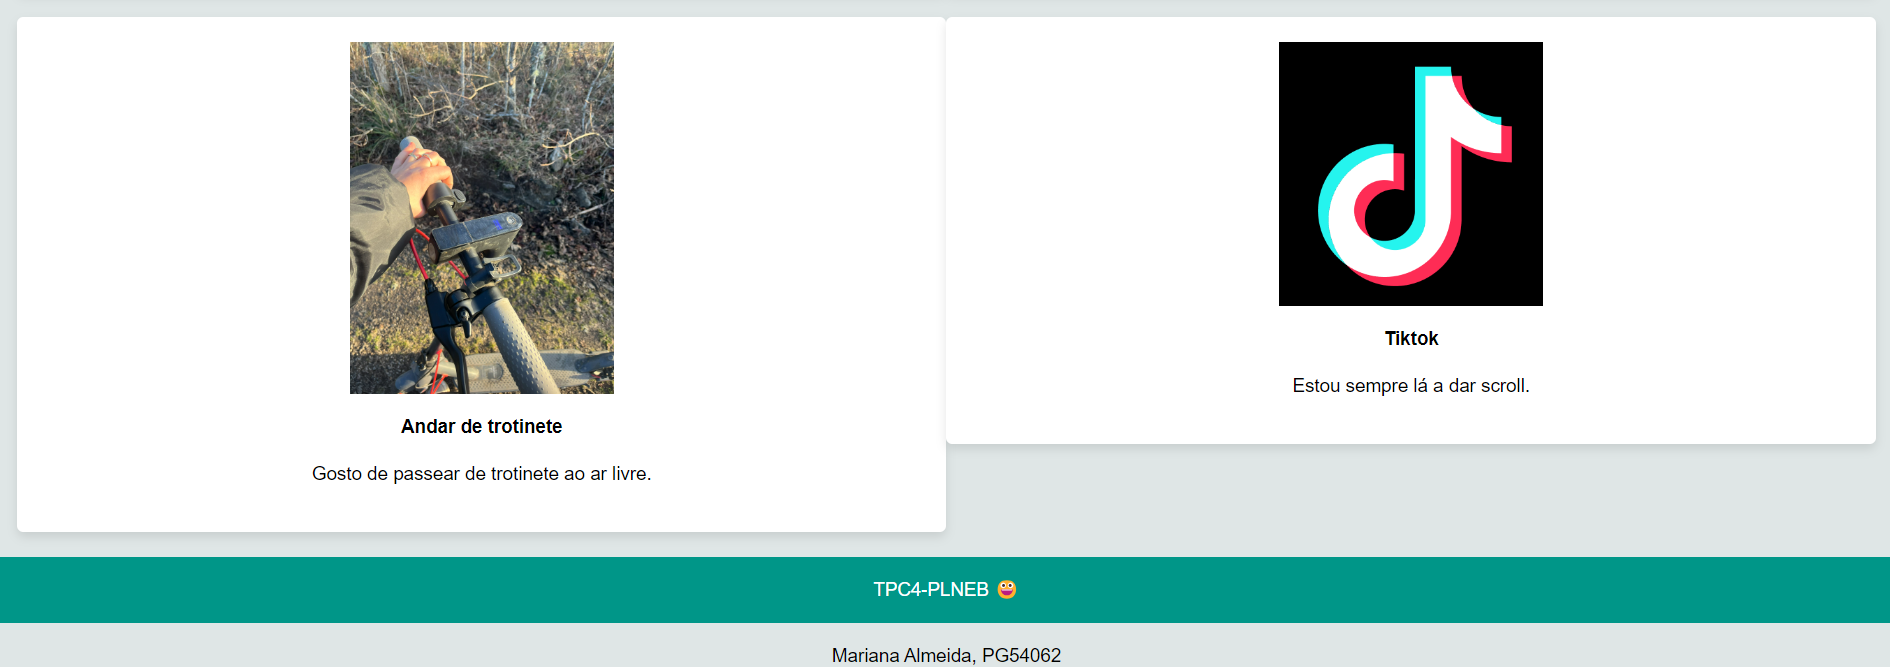 Andar de trotinete
Gosto de passear de trotinete ao ar livre.
Tiktok
Estou sempre lá a dar scroll.
TPC4-PLNEB 😀
Mariana Almeida, PG54062